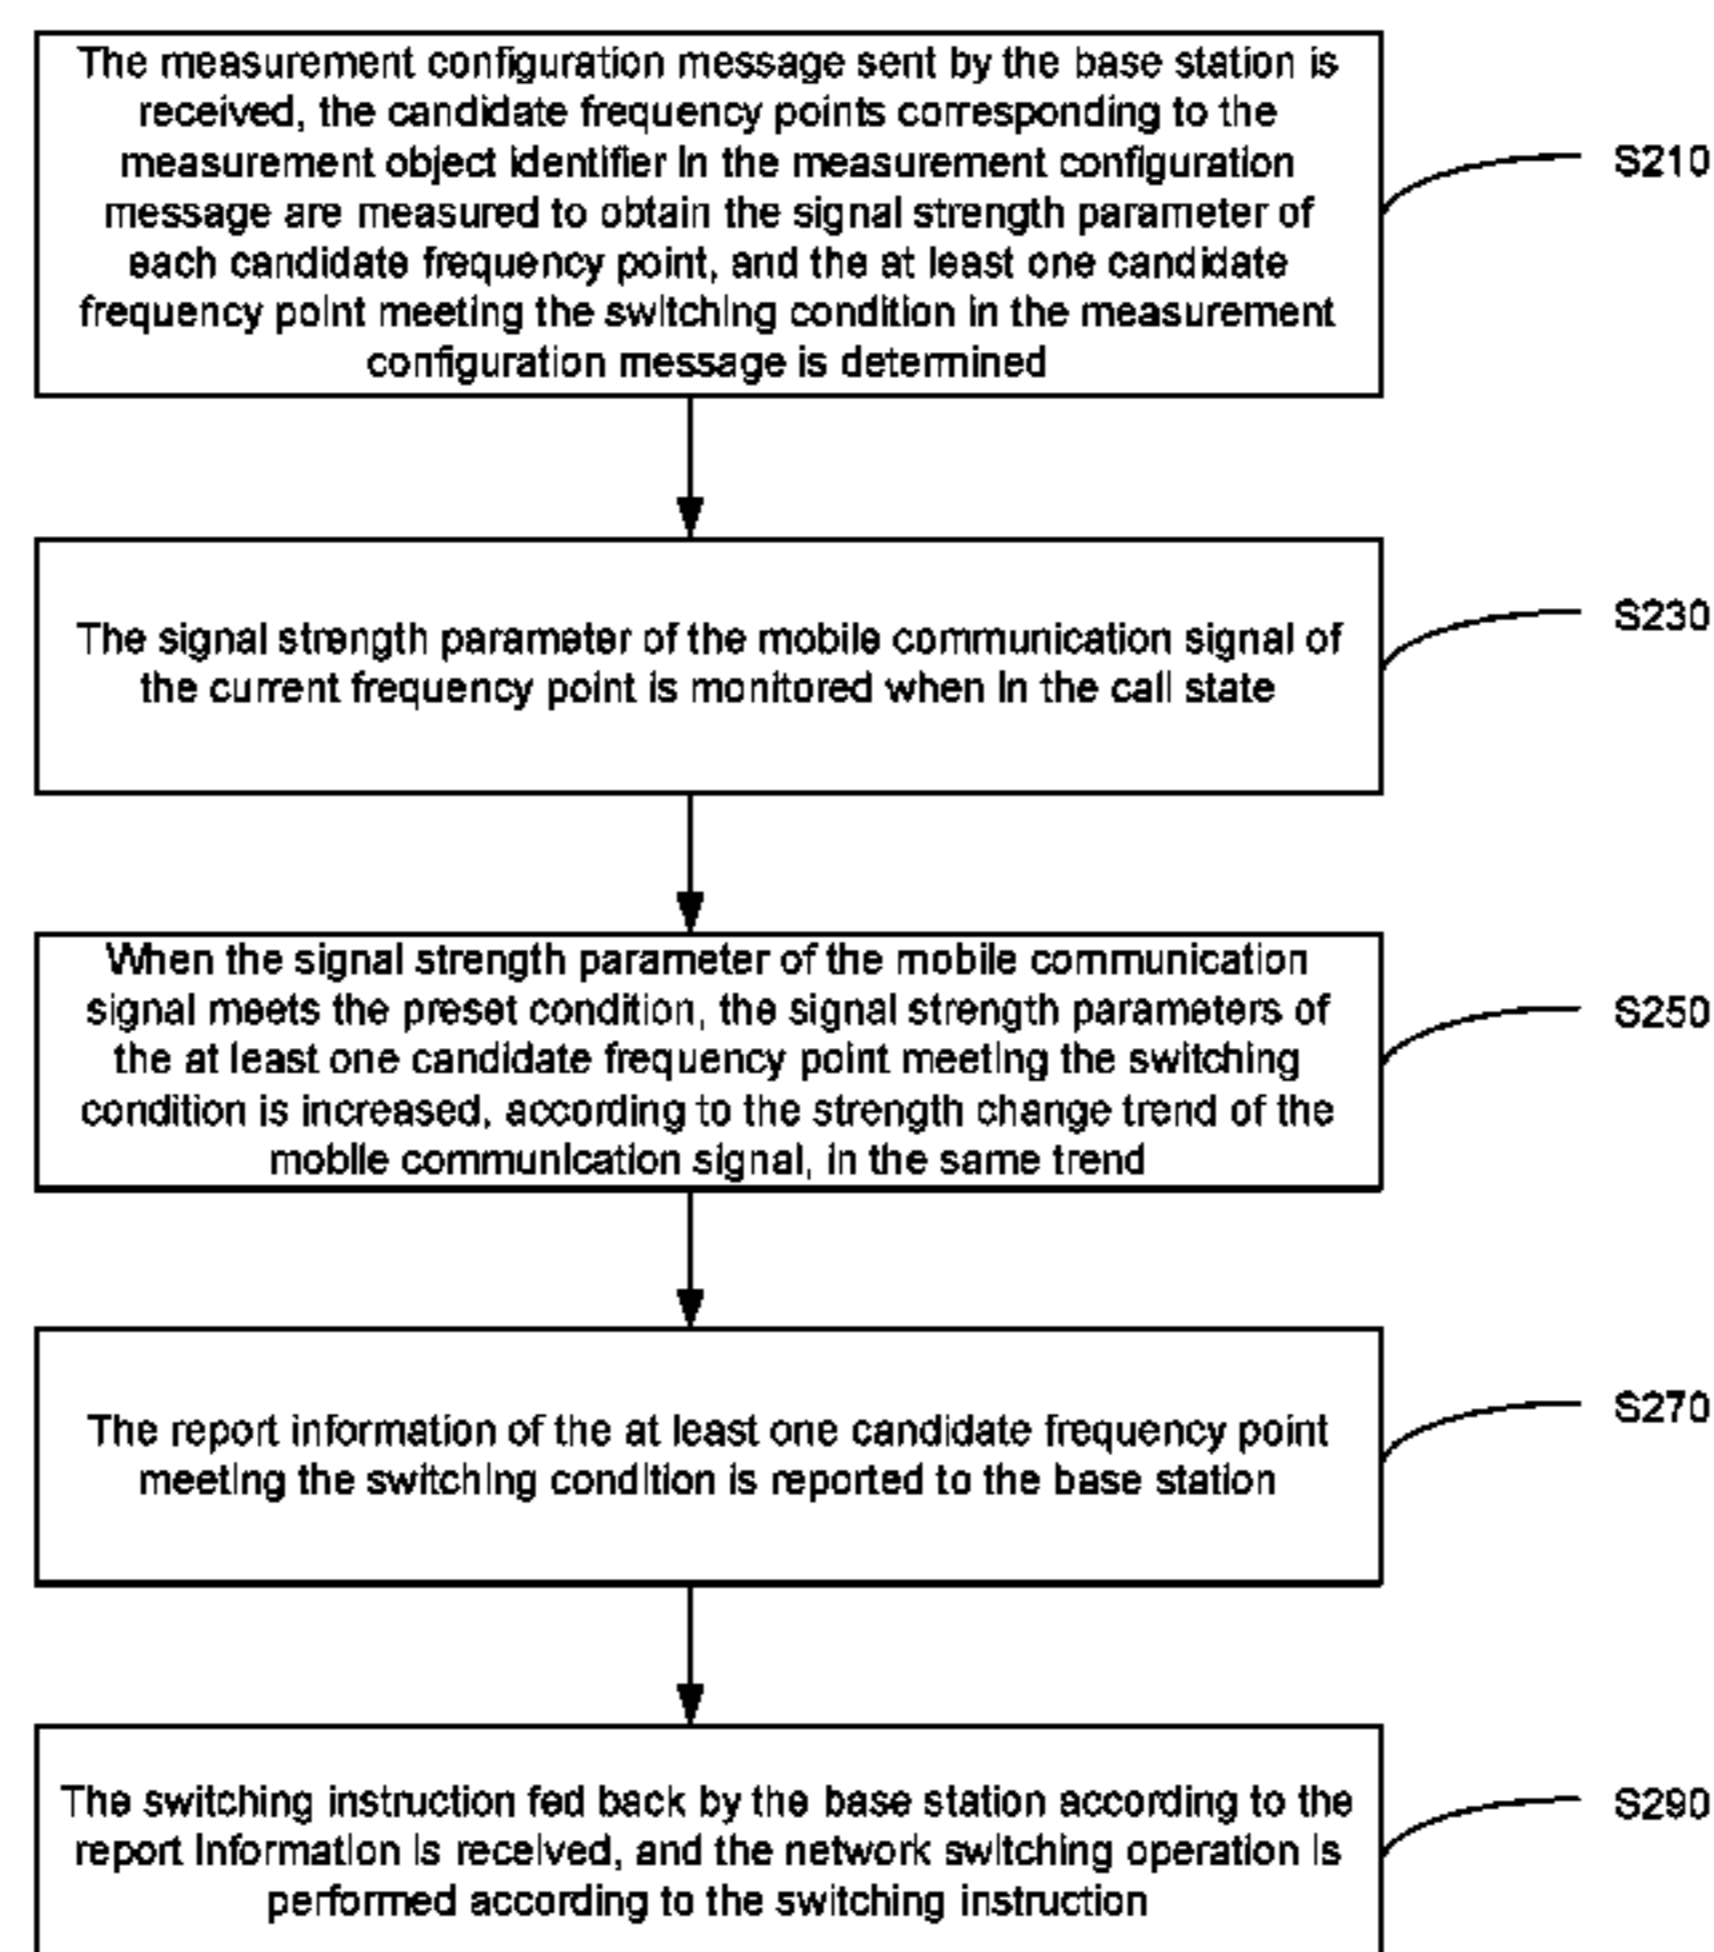 The measurement configuration message sent by the base station is
received, the candidate frequency points corresponding to the
measurement object identifier in the measurement configuration
message are measured to obtain the signal strength parameter of
each candidate frequency point, and the at least one candidate
frequency point meeting the switching condition in the measurement
configuration message is determined
S210
The signal strength parameter of the mobile communication signal of
the current frequency point is monitored when in the call state
S230
When the signal strength parameter of the mobile communication
signal meets the preset condition, the signal strength parameters of
the at least one candidate frequency point meeting the switching
condition is increased, according to the strength change trend of the
mobile communication signal, in the same trend
S250
The report information of the at least one candidate frequency point
meeting the switching condition is reported to the base station
S270
The switching instruction fed back by the base station according to the
report information is received, and the network switching operation is
performed according to the switching instruction
S290